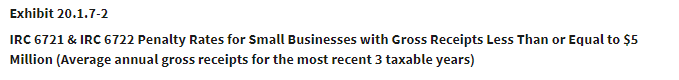 Exhibit 20.1.7-2
IRC 6721 & IRC 6722 Penalty Rates for Small Businesses with Gross Receipts Less Than or Equal to $5
Million (Average annual gross receipts for the most recent 3 taxable years)